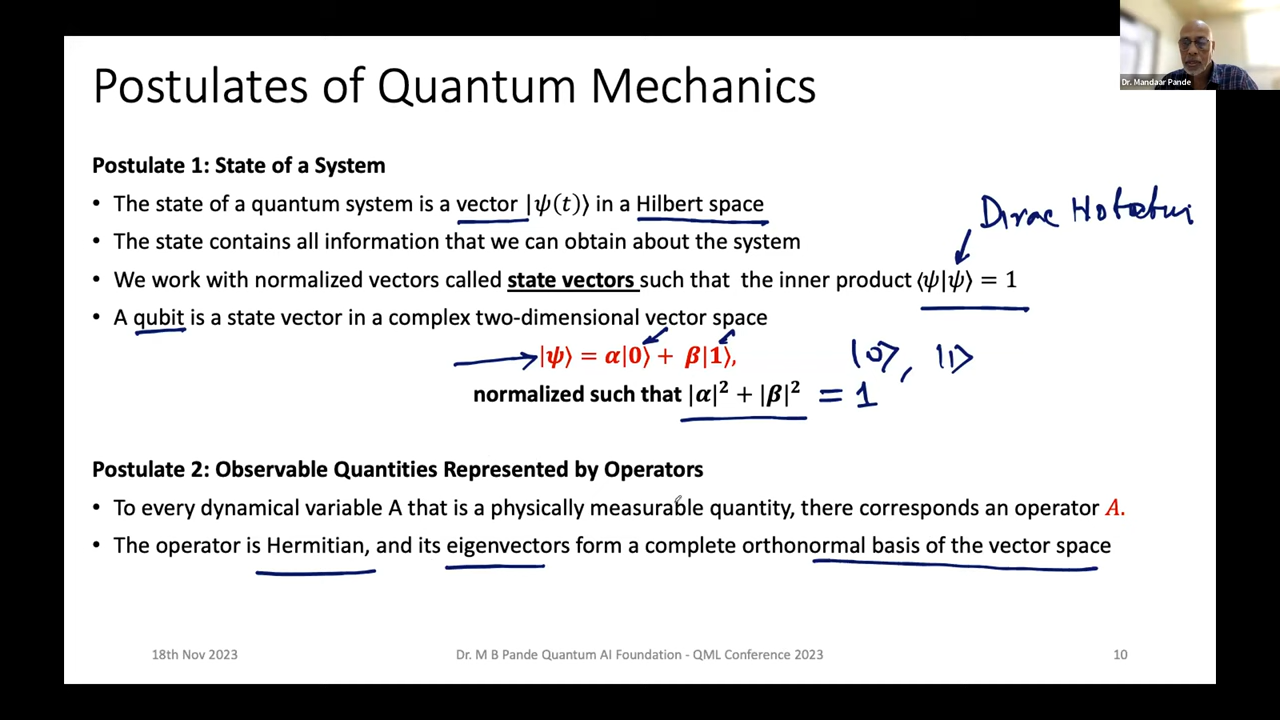 Dr. Mandaar Pande
Postulates of Quantum Mechanics
Postulate 1: State of a System
• The state of a quantum system is a vector |ψ(t)⟩ in a Hilbert space
Dirac Notation
• The state contains all information that we can obtain about the system
• We work with normalized vectors called state vectors such that the inner product ⟨ψ|ψ⟩ = 1
• A qubit is a state vector in a complex two-dimensional vector space
|ψ⟩ = α|0⟩ + β|1⟩,
|0⟩, |1⟩
normalized such that |α|² + |β|² = 1
Postulate 2: Observable Quantities Represented by Operators
• To every dynamical variable A that is a physically measurable quantity, there corresponds an operator A.
• The operator is Hermitian, and its eigenvectors form a complete orthonormal basis of the vector space
18th Nov 2023
Dr. M B Pande Quantum AI Foundation - QML Conference 2023
10